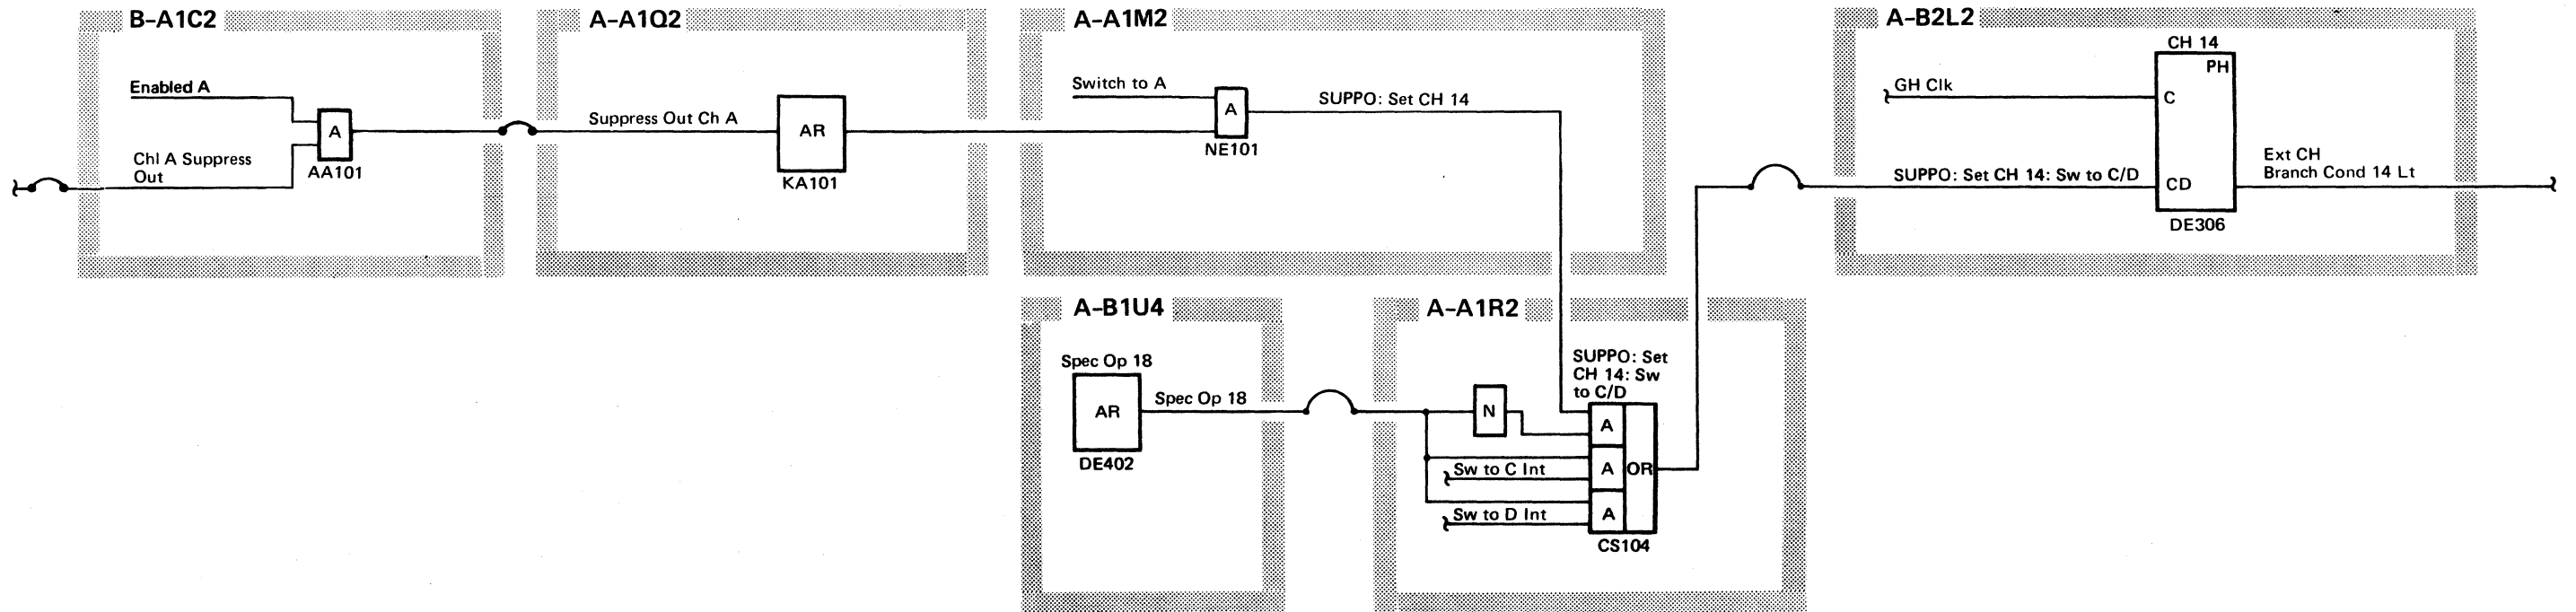 B-A1C2
Enabled A
Chl A Suppress
Out
A
AA101
A-A1Q2
Suppress Out Ch A
AR
KA101
A-A1M2
Switch to A
A
NE101
SUPPO: Set CH 14
A-B2L2
CH 14
PH
GH Clk
C
SUPPO: Set CH 14: Sw to C/D
CD
DE306
Ext CH
Branch Cond 14 Lt
A-B1U4
Spec Op 18
AR
Spec Op 18
DE402
A-A1R2
SUPPO: Set
CH 14: Sw
to C/D
N
A
Sw to C Int
A
OR
Sw to D Int
A
CS104